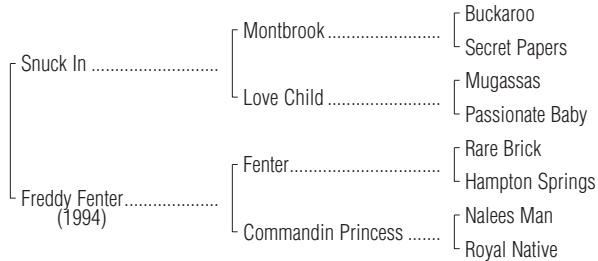 Buckaroo
Montbrook ..............................
Secret Papers
Snuck In ..................................
Mugassas
Love Child ..............................
Passionate Baby
Rare Brick
Fenter........................................
Hampton Springs
Freddy Fenter.........................
(1994)
Nalees Man
Commandin Princess ........
Royal Native